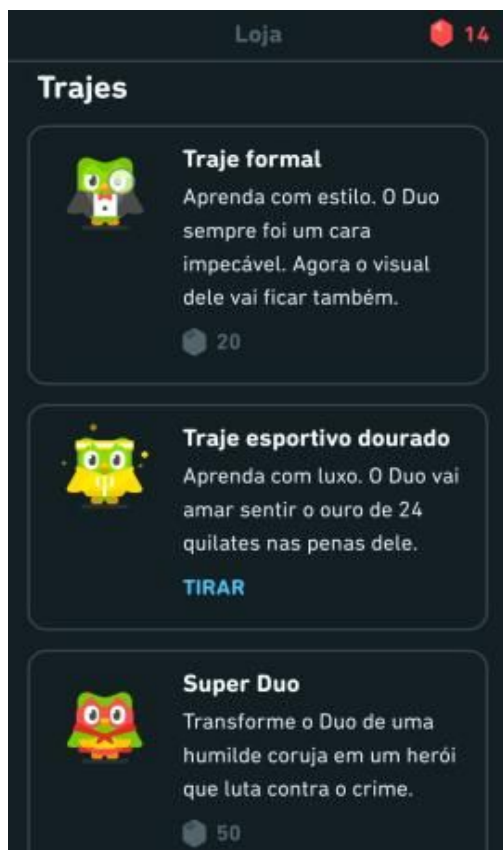 Loja
14
Trajes
Traje formal
Aprenda com estilo. O Duo
sempre foi um cara
impecável. Agora o visual
dele vai ficar também.
20
Traje esportivo dourado
Aprenda com luxo. O Duo vai
amar sentir o ouro de 24
quilates nas penas dele.
TIRAR
Super Duo
Transforme o Duo de uma
humilde coruja em um herói
que luta contra o crime.
50